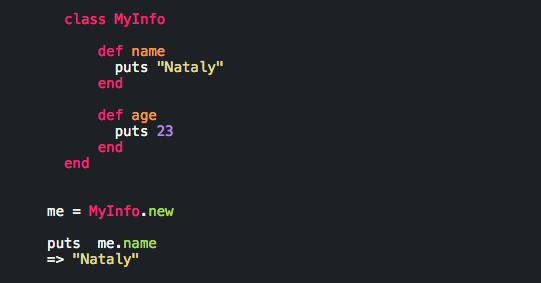 class MyInfo
def name
puts "Nataly"
end
def age
puts 23
end
end
me = MyInfo.new
puts  me.name
=> "Nataly"